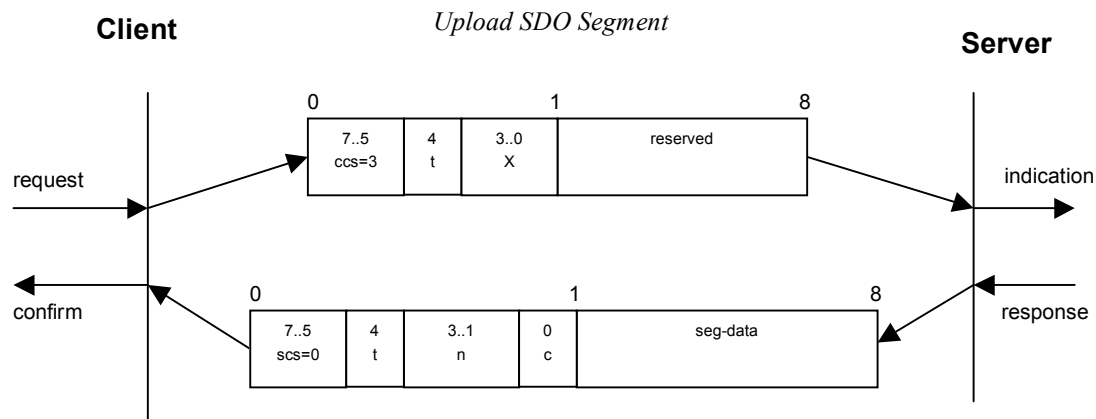 Upload SDO Segment
Client
Server
0 1 8
7..5 4 3..0 reserved
ccs=3 t X
request
indication
confirm
response
0 1 8
7..5 4 3..1 0 seg-data
scs=0 t n c